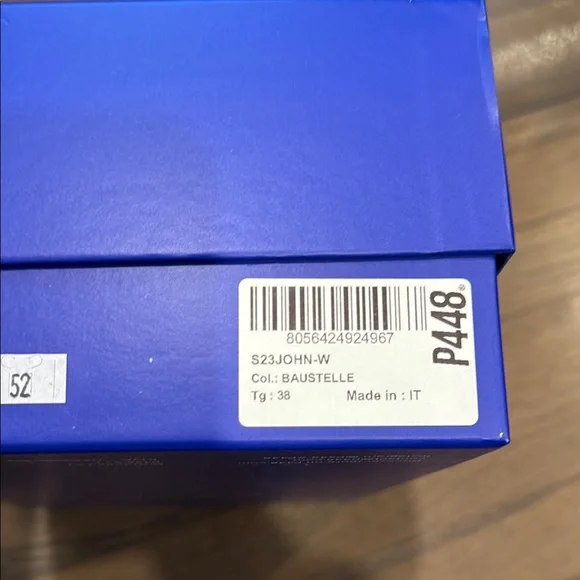 8056424924967
P448®
S23JOHN-W
Col.: BAUSTELLE
Tg : 38 Made in : IT
52